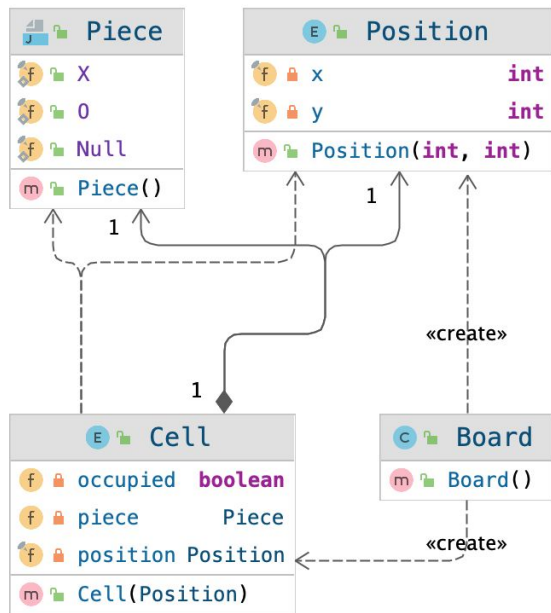 J Piece
f X
f O
f Null
m Piece()
E Position
f x int
f y int
m Position(int, int)
1
1
«create»
1
E Cell
f occupied boolean
f piece Piece
f position Position
m Cell(Position)
C Board
m Board()
«create»